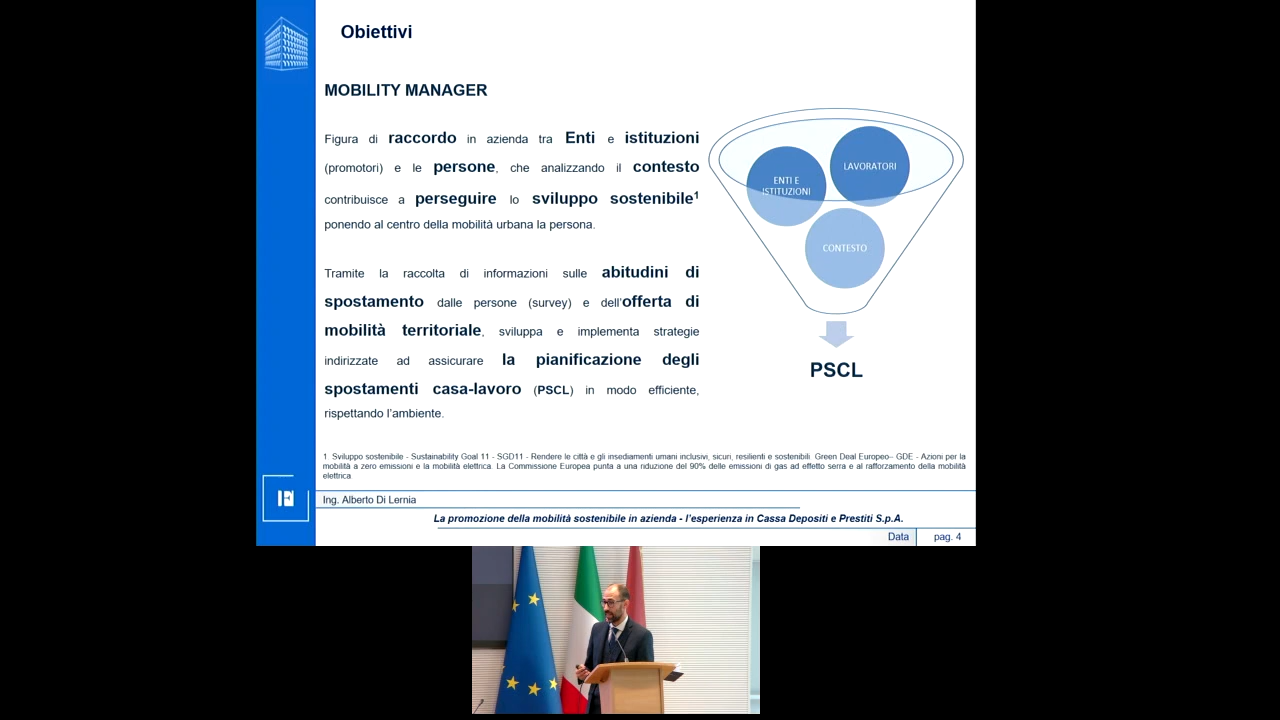 Obiettivi
MOBILITY MANAGER
Figura di raccordo in azienda tra Enti e istituzioni
(promotori) e le persone, che analizzando il contesto
contribuisce a perseguire lo sviluppo sostenibile1
ponendo al centro della mobilità urbana la persona.
Tramite la raccolta di informazioni sulle abitudini di
spostamento dalle persone (survey) e dell'offerta di
mobilità territoriale, sviluppa e implementa strategie
indirizzate ad assicurare la pianificazione degli
spostamenti casa-lavoro (PSCL) in modo efficiente,
rispettando l'ambiente.
ENTI E
ISTITUZIONI
LAVORATORI
CONTESTO
PSCL
1. Sviluppo sostenibile - Sustainability Goal 11 - SGD11 - Rendere le città e gli insediamenti umani inclusivi, sicuri, resilienti e sostenibili Green Deal Europeo– GDE - Azioni per la
mobilità a zero emissioni e la mobilità elettrica. La Commissione Europea punta a una riduzione del 90% delle emissioni di gas ad effetto serra e al rafforzamento della mobilità
elettrica
Ing. Alberto Di Lernia
La promozione della mobilità sostenibile in azienda - l'esperienza in Cassa Depositi e Prestiti S.p.A.
Data pag. 4